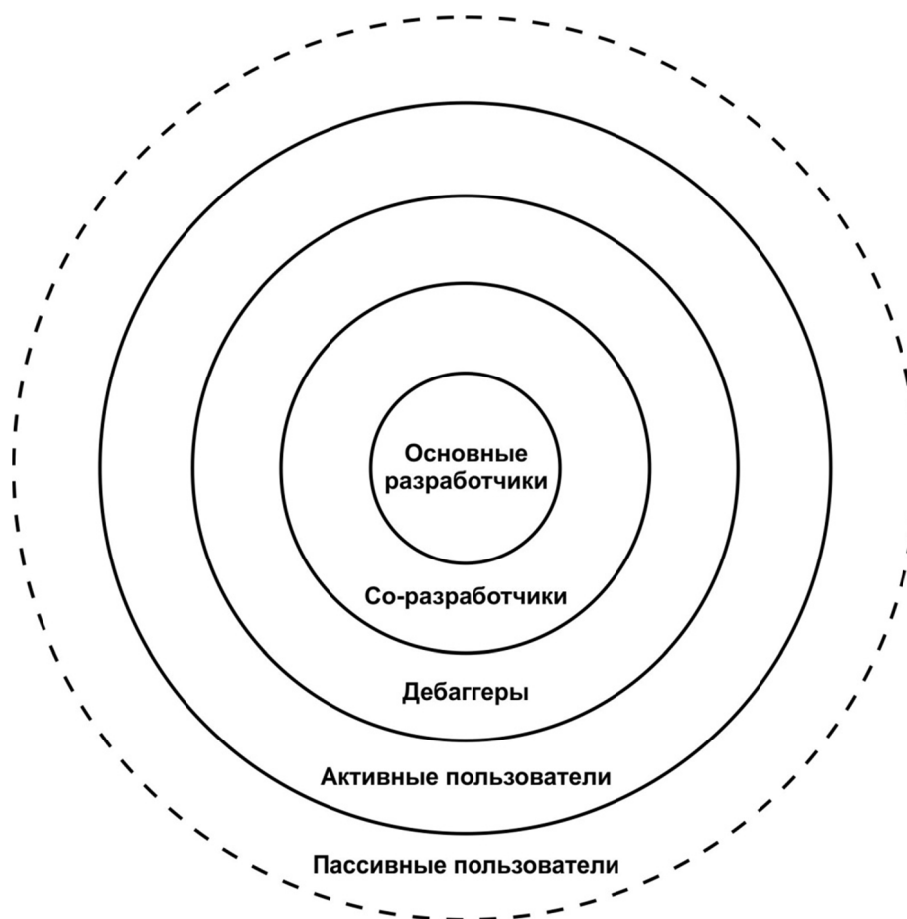 Основные
разработчики
Со-разработчики
Дебаггеры
Активные пользователи
Пассивные пользователи